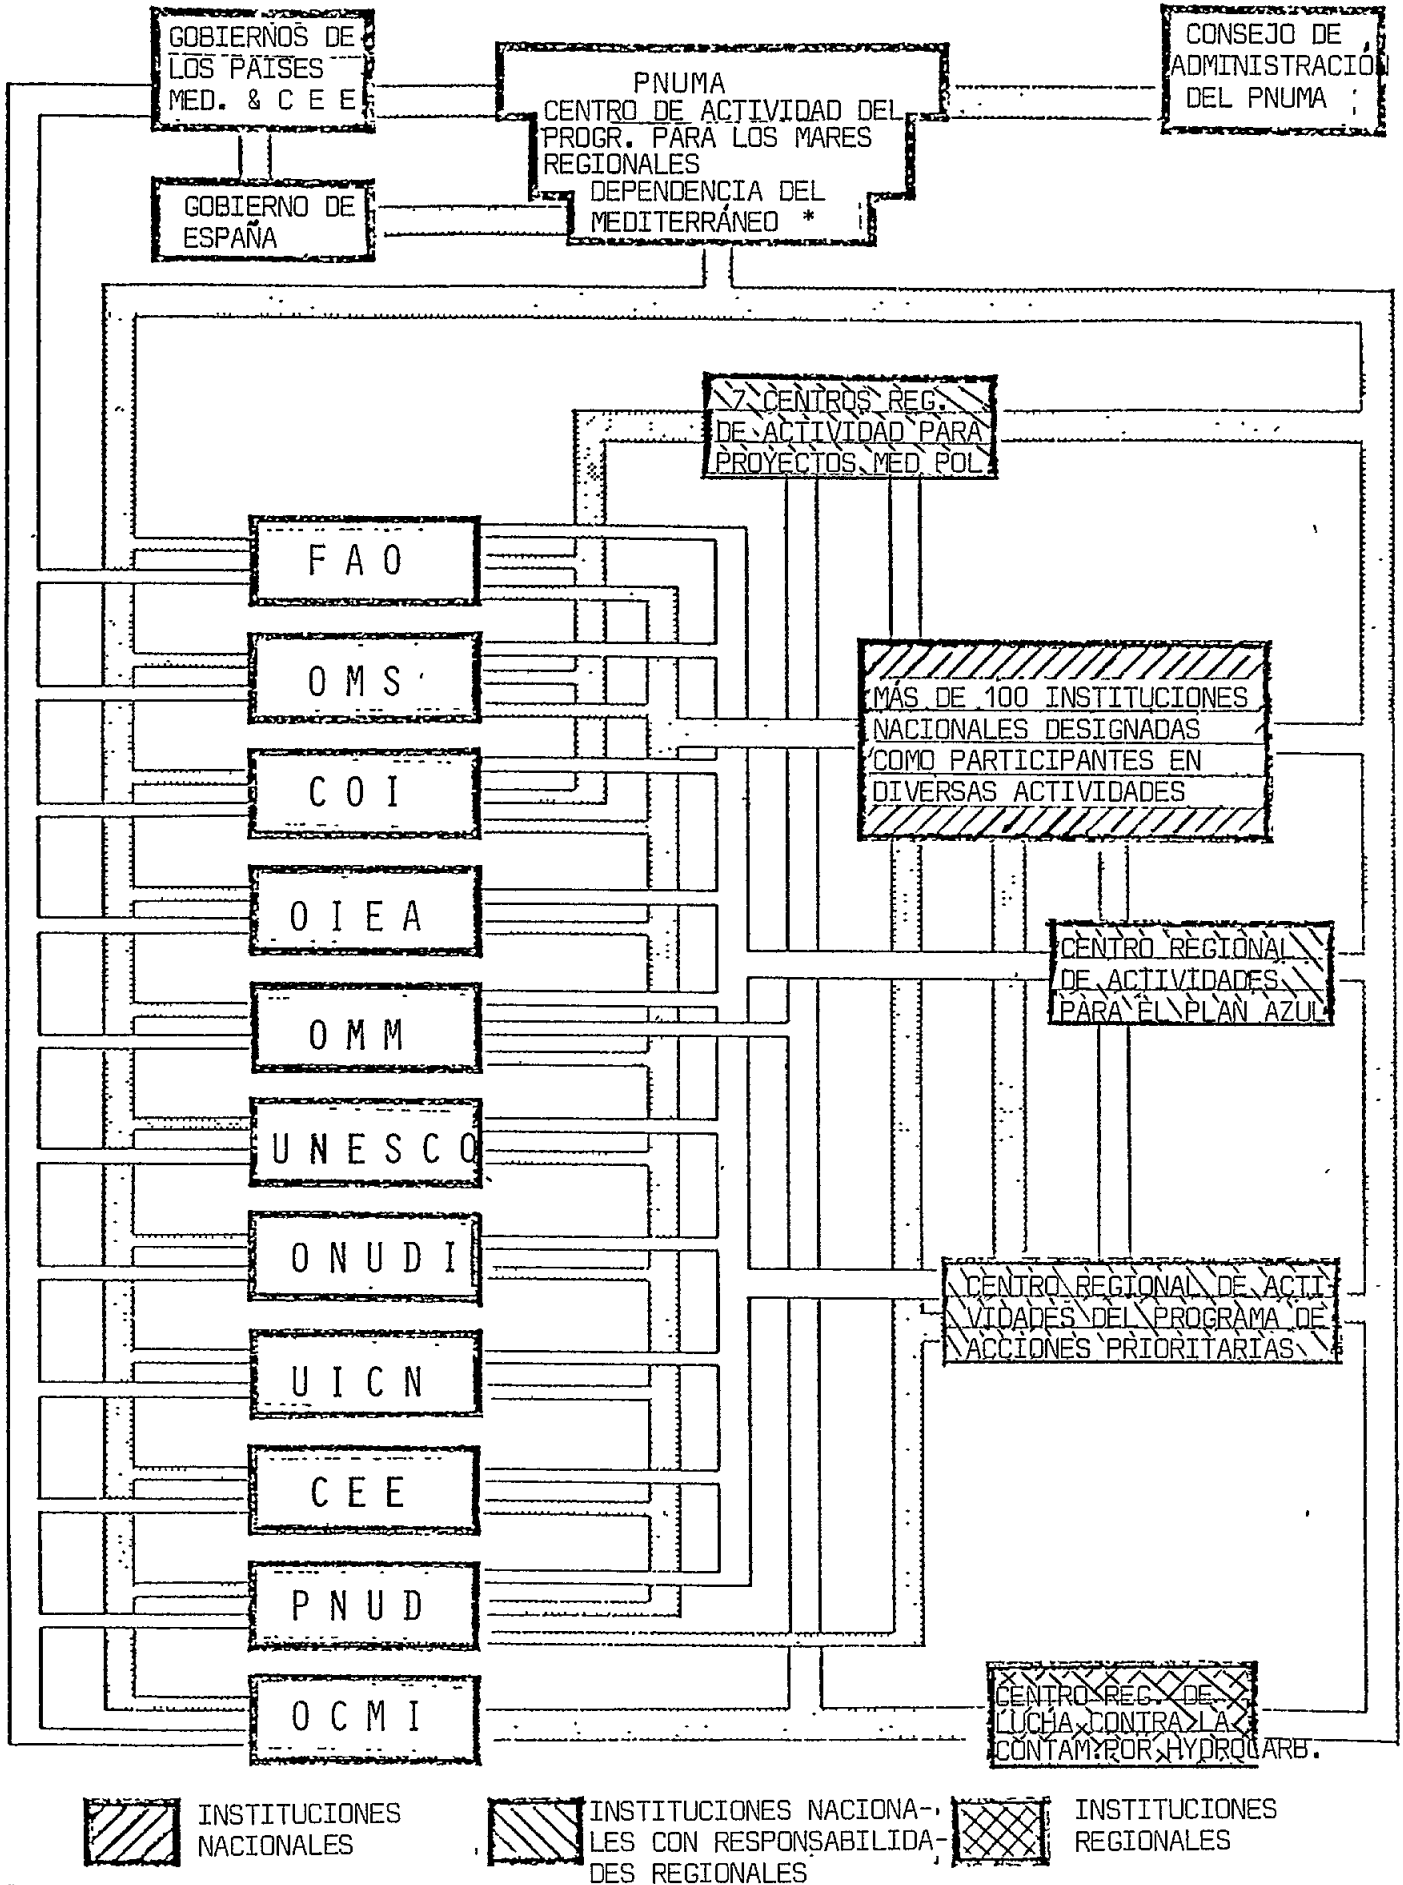 GOBIERNOS DE
LOS PAISES
MED. & C E E
PNUMA
CENTRO DE ACTIVIDAD DEL
PROGR. PARA LOS MARES
REGIONALES
DEPENDENCIA DEL
MEDITERRÁNEO *
CONSEJO DE
ADMINISTRACIÓN
DEL PNUMA
GOBIERNO DE
ESPAÑA
7 CENTROS REG.
DE ACTIVIDAD PARA
PROYECTOS MED POL
F A O
O M S
C O I
O I E A
O M M
U N E S C O
O N U D I
U I C N
C E E
P N U D
O C M I
MÁS DE 100 INSTITUCIONES
NACIONALES DESIGNADAS
COMO PARTICIPANTES EN
DIVERSAS ACTIVIDADES
CENTRO REGIONAL
DE ACTIVIDADES
PARA EL PLAN AZUL
CENTRO REGIONAL DE ACTI-
VIDADES DEL PROGRAMA DE
ACCIONES PRIORITARIAS
CENTRO REG. DE
LUCHA CONTRA LA
CONTAM.POR HYDROCARB.
INSTITUCIONES
NACIONALES
INSTITUCIONES NACIONA-
LES CON RESPONSABILIDA-
DES REGIONALES
INSTITUCIONES
REGIONALES